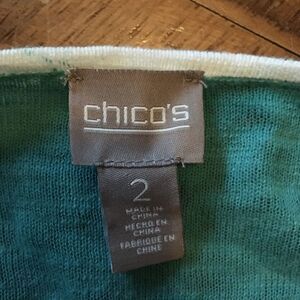 chico's
2
MADE IN
CHINA
HECHO EN
CHINA
FABRIQUÉ EN
CHINE